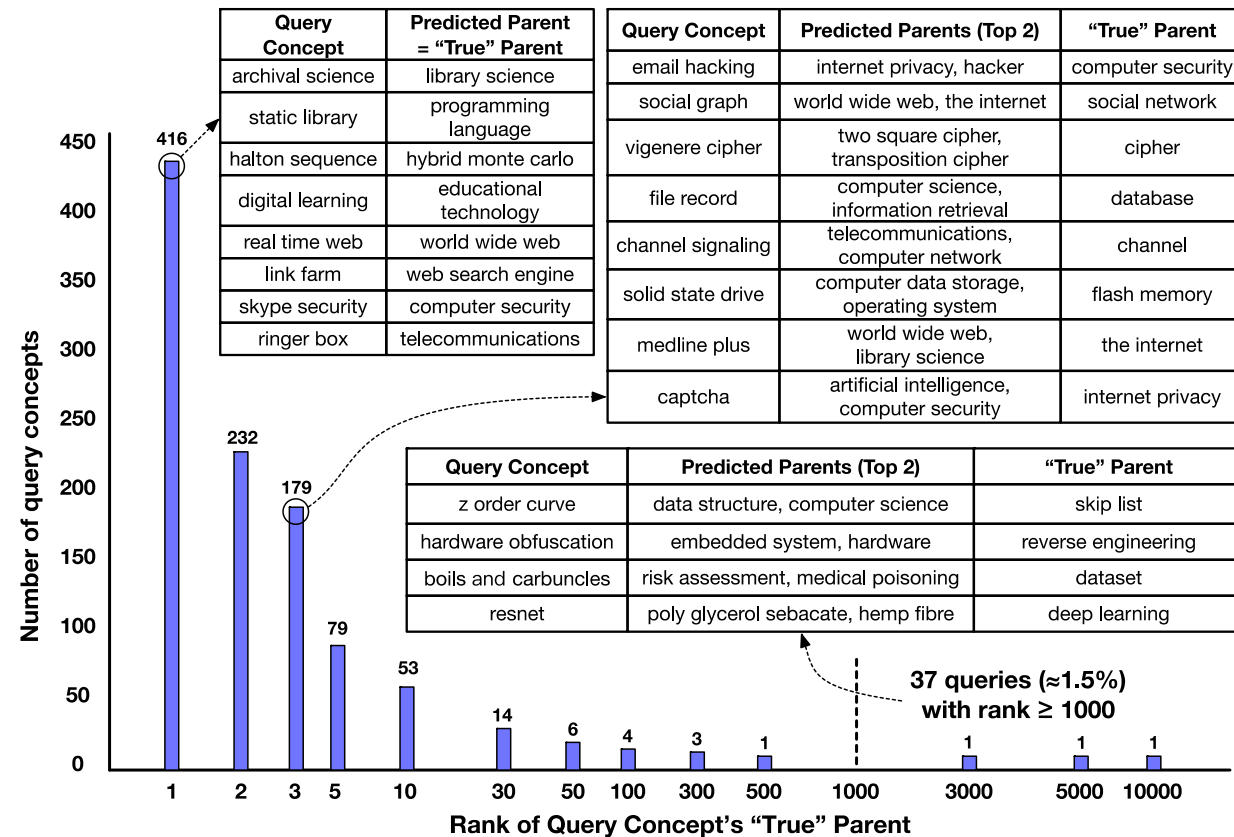 Query Concept
Predicted Parent = "True" Parent
archival science
library science
static library
programming language
halton sequence
hybrid monte carlo
digital learning
educational technology
real time web
world wide web
link farm
web search engine
skype security
computer security
ringer box
telecommunications
Query Concept
Predicted Parents (Top 2)
“True” Parent
email hacking
internet privacy, hacker
computer security
social graph
world wide web, the internet
social network
vigenere cipher
two square cipher,
transposition cipher
cipher
file record
computer science,
information retrieval
database
channel signaling
telecommunications,
computer network
channel
solid state drive
computer data storage,
operating system
flash memory
medline plus
world wide web,
library science
the internet
captcha
artificial intelligence,
computer security
internet privacy
Query Concept
Predicted Parents (Top 2)
“True” Parent
z order curve
data structure, computer science
skip list
hardware obfuscation
embedded system, hardware
reverse engineering
boils and carbuncles
risk assessment, medical poisoning
dataset
resnet
poly glycerol sebacate, hemp fibre
deep learning
37 queries (≈1.5%)
with rank ≥ 1000
Number of query concepts
450
400
350
300
250
200
150
100
50
0
416
232
179
79
53
14
6
4
3
1
1
1
1
1
2
3
5
10
30
50
100
300
500
1000
3000
5000
10000
Rank of Query Concept’s “True” Parent